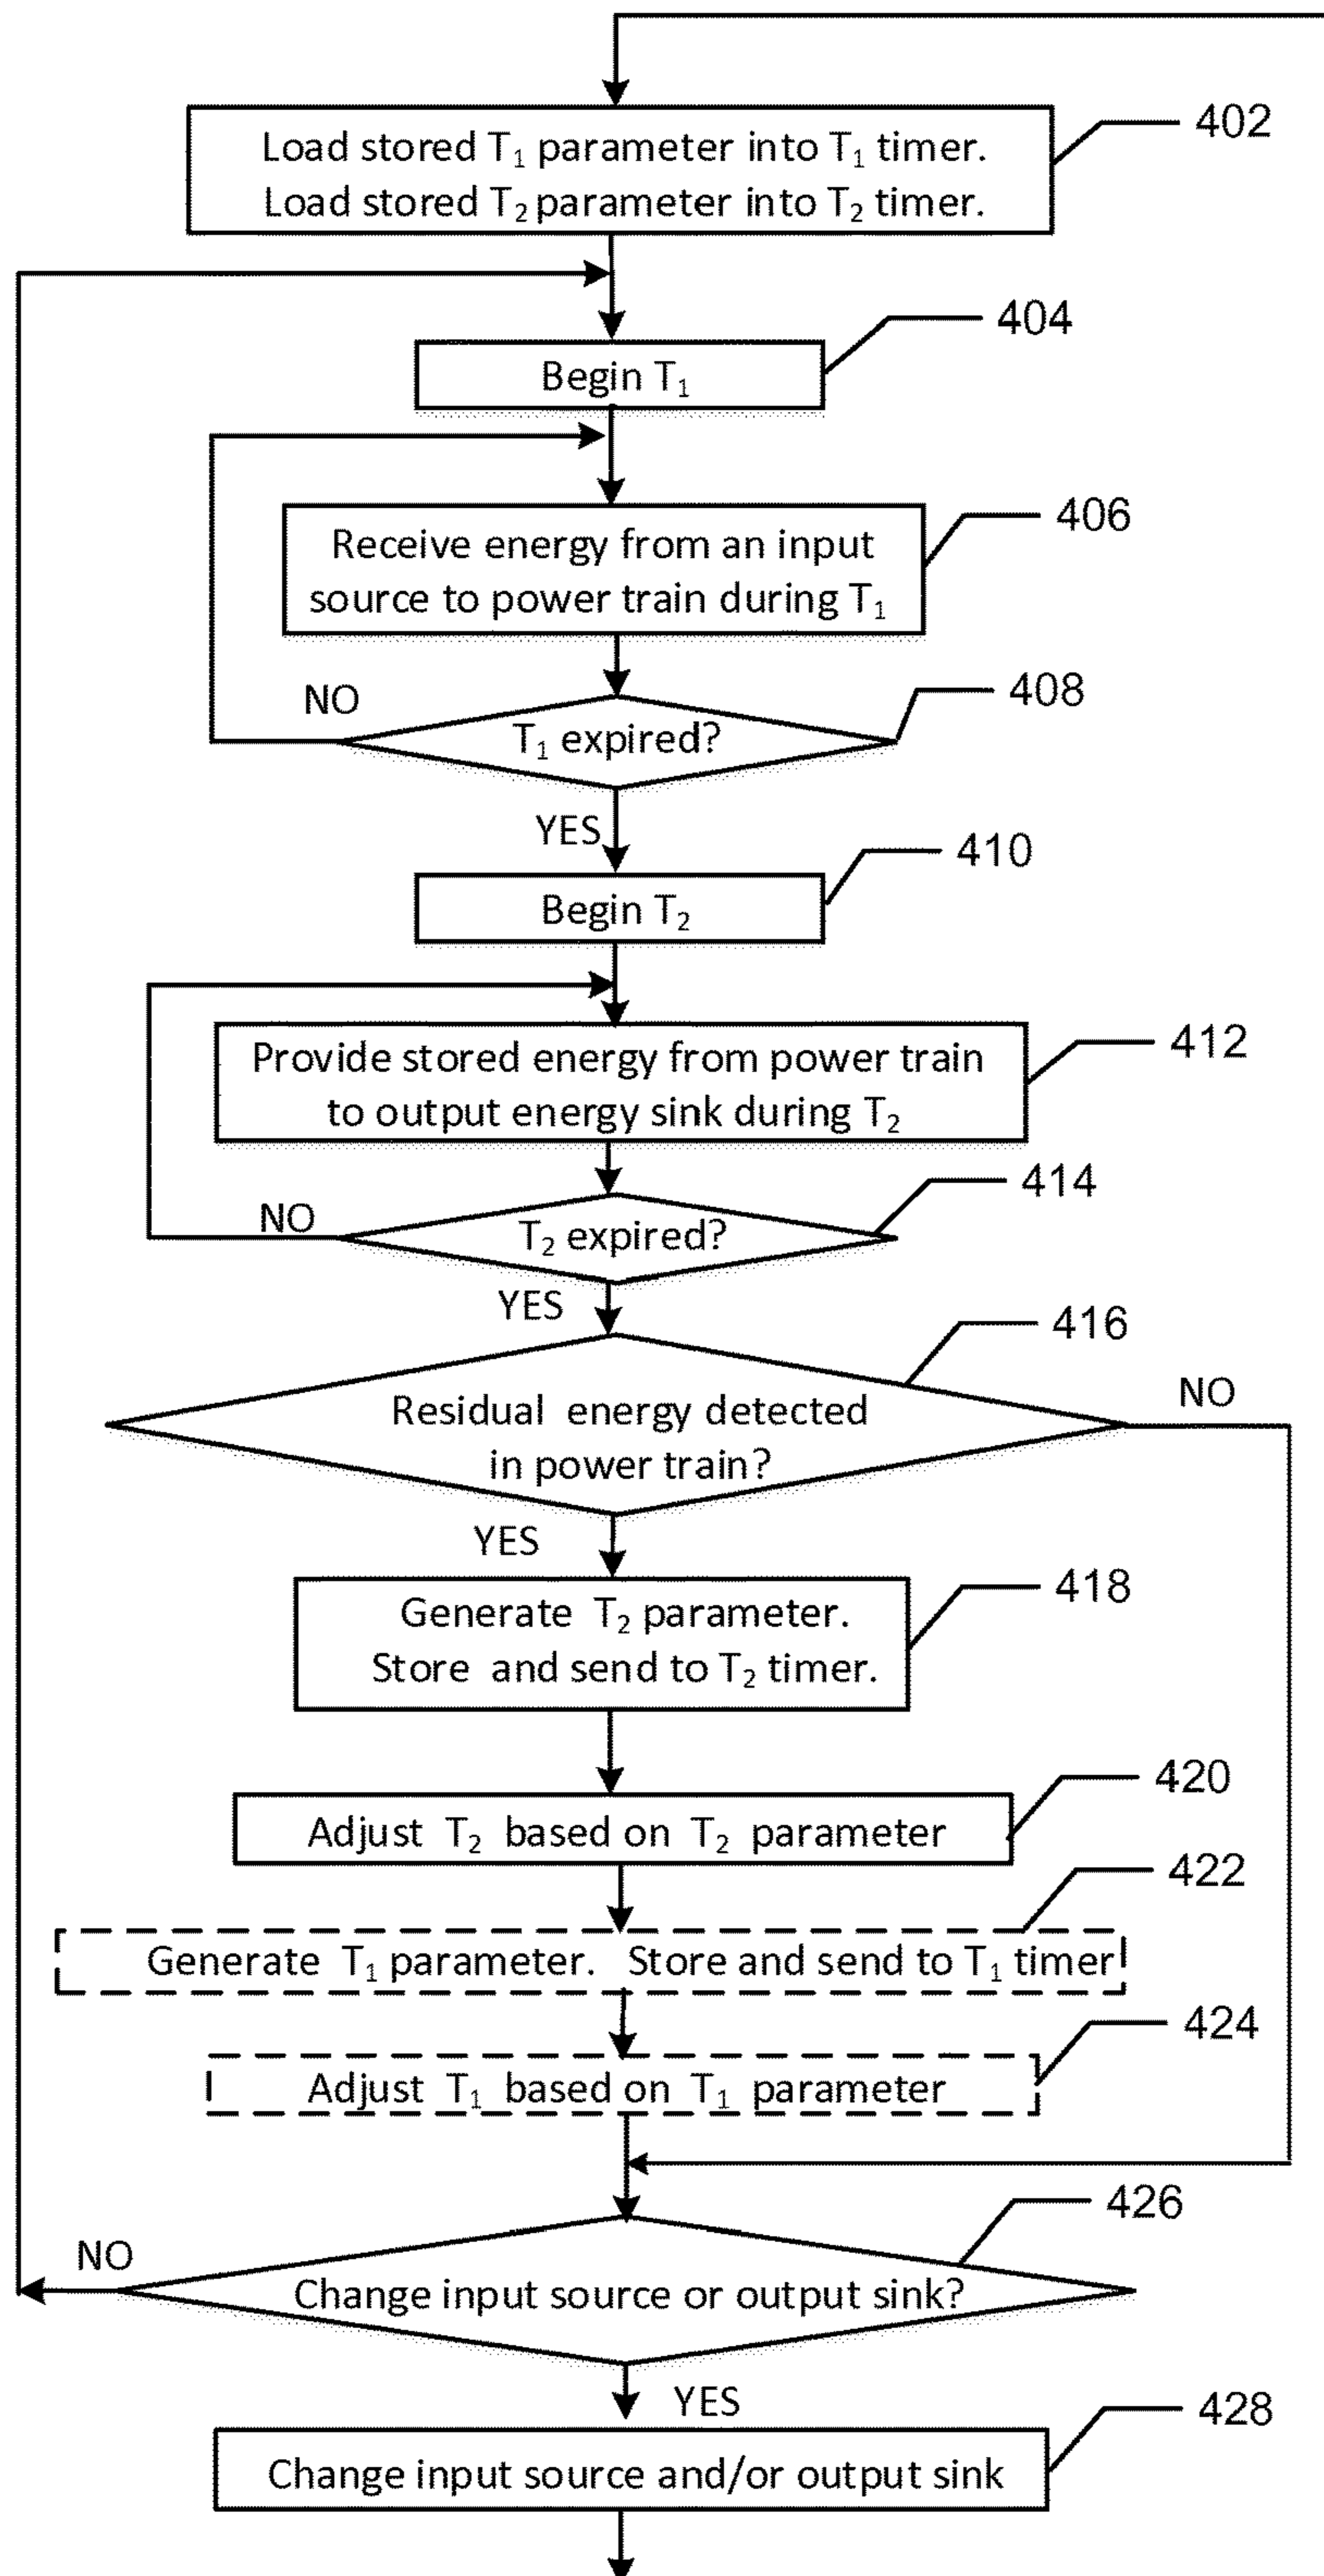 402
Load stored T₁ parameter into T₁ timer.
Load stored T₂ parameter into T₂ timer.
404
Begin T₁
406
Receive energy from an input
source to power train during T₁
408
NO
T₁ expired?
YES
410
Begin T₂
412
Provide stored energy from power train
to output energy sink during T₂
414
NO
T₂ expired?
YES
416
NO
Residual energy detected
in power train?
YES
418
Generate T₂ parameter.
Store and send to T₂ timer.
420
Adjust T₂ based on T₂ parameter
422
Generate T₁ parameter. Store and send to T₁ timer
424
Adjust T₁ based on T₁ parameter
426
NO
Change input source or output sink?
YES
428
Change input source and/or output sink